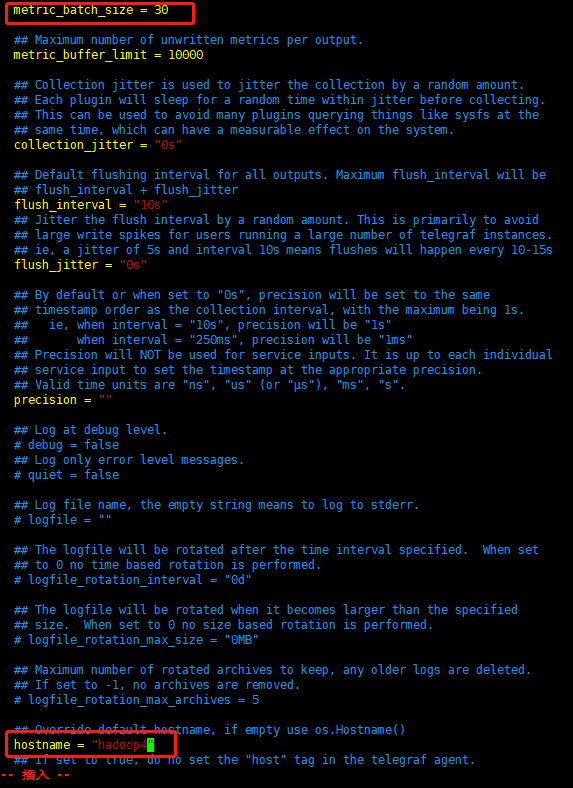 metric_batch_size = 30
## Maximum number of unwritten metrics per output.
metric_buffer_limit = 10000
## Collection jitter is used to jitter the collection by a random amount.
## Each plugin will sleep for a random time within jitter before collecting.
## This can be used to avoid many plugins querying things like sysfs at the
## same time, which can have a measurable effect on the system.
collection_jitter = "0s"
## Default flushing interval for all outputs. Maximum flush_interval will be
## flush_interval + flush_jitter
flush_interval = "10s"
## Jitter the flush interval by a random amount. This is primarily to avoid
## large write spikes for users running a large number of telegraf instances.
## ie, a jitter of 5s and interval 10s means flushes will happen every 10-15s
flush_jitter = "0s"
## By default or when set to "0s", precision will be set to the same
## timestamp order as the collection interval, with the maximum being 1s.
##   ie, when interval = "10s", precision will be "1s"
##       when interval = "250ms", precision will be "1ms"
## Precision will NOT be used for service inputs. It is up to each individual
## service input to set the timestamp at the appropriate precision.
## Valid time units are "ns", "us" (or "µs"), "ms", "s".
precision = ""
## Log at debug level.
# debug = false
## Log only error level messages.
# quiet = false
## Log file name, the empty string means to log to stderr.
# logfile = ""
## The logfile will be rotated after the time interval specified.  When set
## to 0 no time based rotation is performed.
# logfile_rotation_interval = "0d"
## The logfile will be rotated when it becomes larger than the specified
## size.  When set to 0 no size based rotation is performed.
# logfile_rotation_max_size = "0MB"
## Maximum number of rotated archives to keep, any older logs are deleted.
## If set to -1, no archives are removed.
# logfile_rotation_max_archives = 5
## Override default hostname, if empty use os.Hostname()
hostname = "hadoop4"
## If set to true, do no set the "host" tag in the telegraf agent.
-- 插入 --